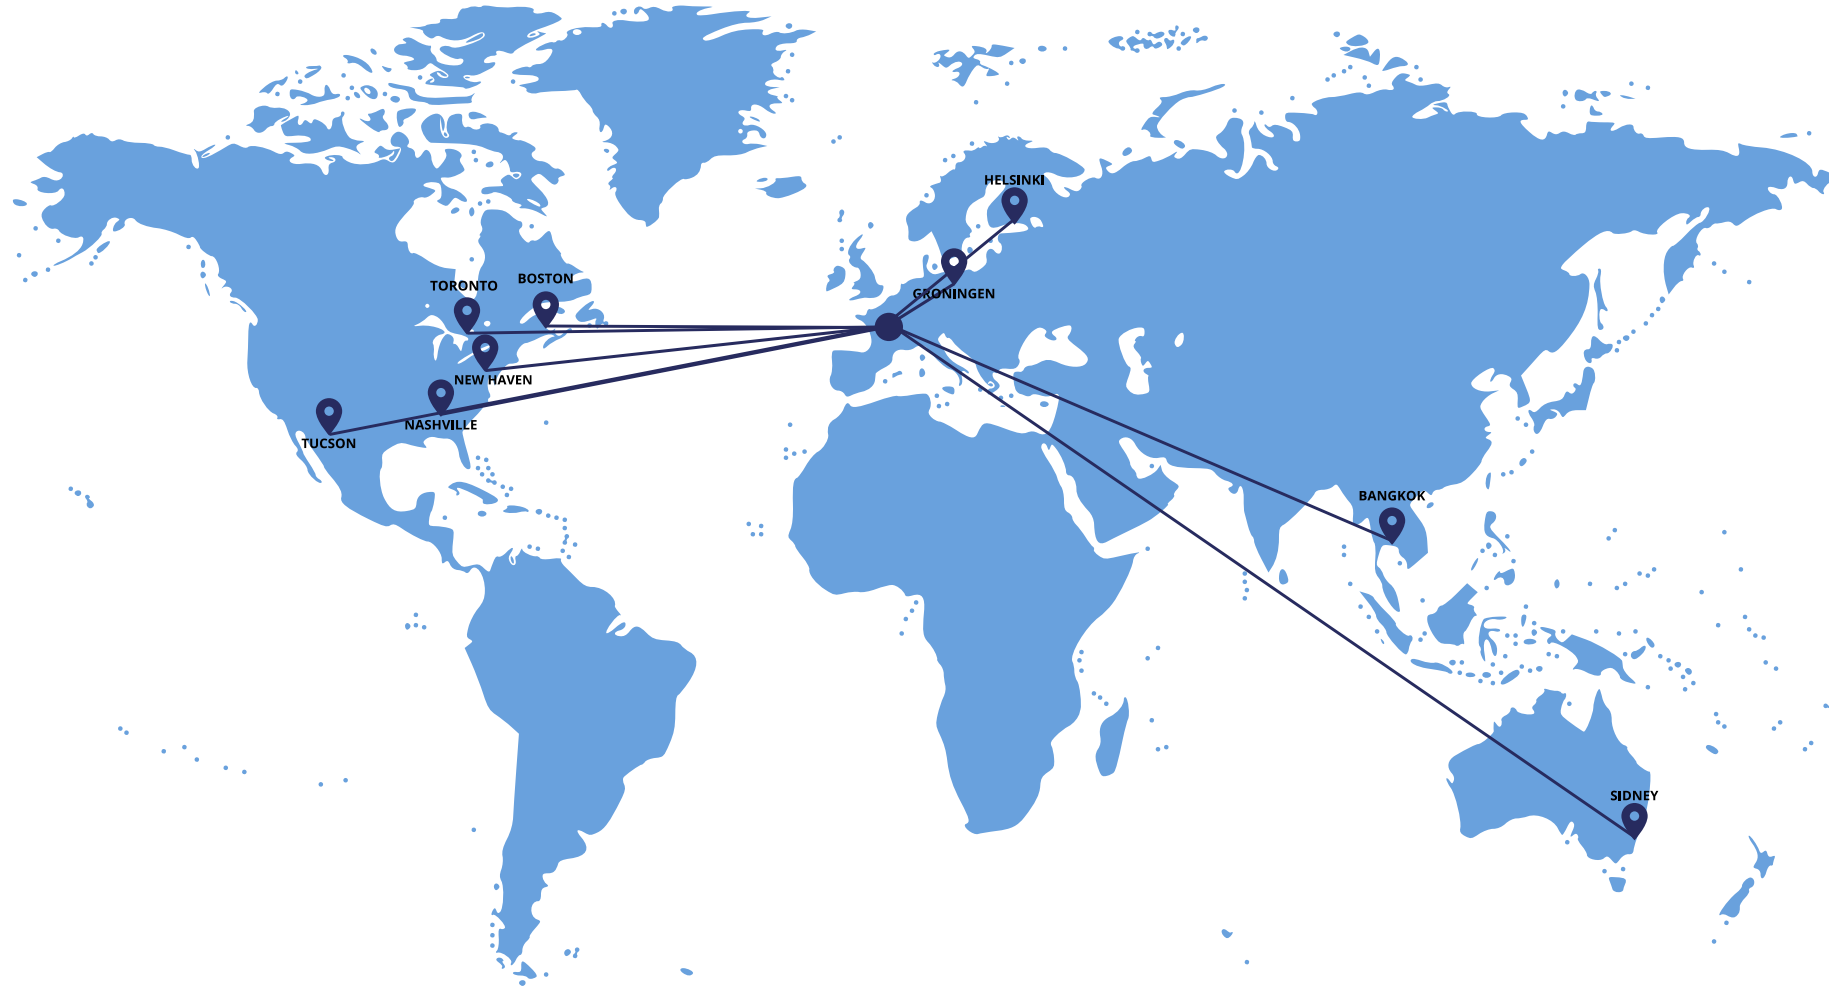 HELSINKI
BOSTON
TORONTO
GRONINGEN
NEW HAVEN
NASHVILLE
TUCSON
BANGKOK
SIDNEY